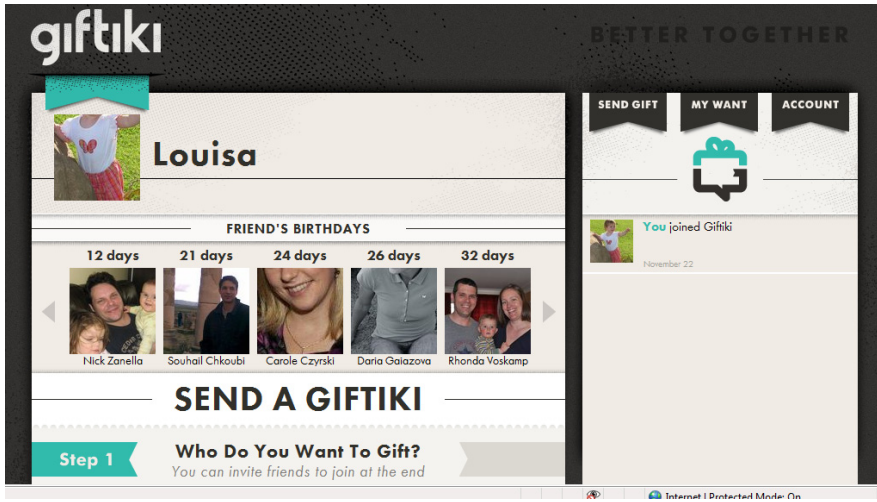 giftiki
BETTER TOGETHER
SEND GIFT
MY WANT
ACCOUNT
Louisa
You joined Giftiki
November 22
FRIEND'S BIRTHDAYS
12 days
21 days
24 days
26 days
32 days
Nick Zanella
Souhail Chkoubi
Carole Czyrski
Daria Gaiazova
Rhonda Voskamp
SEND A GIFTIKI
Step 1
Who Do You Want To Gift?
You can invite friends to join at the end
Internet | Protected Mode: On